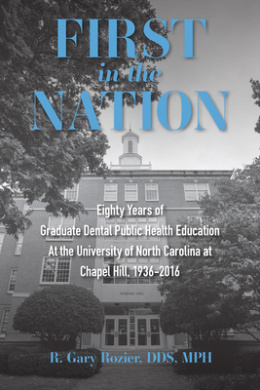 FIRST
in the
NATION
Eighty Years of
Graduate Dental Public Health Education
At the University of North Carolina at
Chapel Hill, 1936-2016
R. Gary Rozier, DDS, MPH